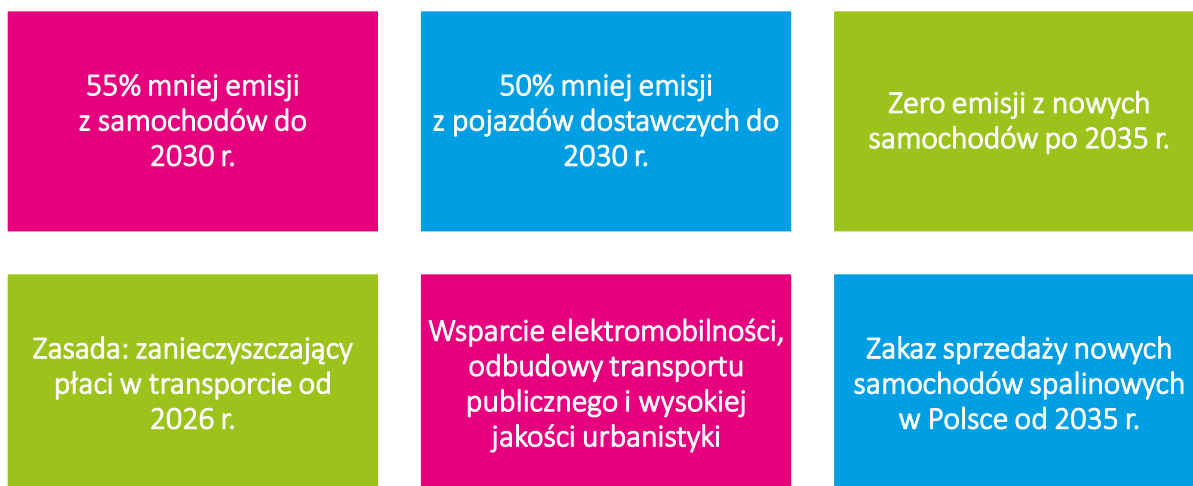 55% mniej emisji
z samochodów do
2030 r.
50% mniej emisji
z pojazdów dostawczych do
2030 r.
Zero emisji z nowych
samochodów po 2035 r.
Zasada: zanieczyszczający
płaci w transporcie od
2026 r.
Wsparcie elektromobilności,
odbudowy transportu
publicznego i wysokiej
jakości urbanistyki
Zakaz sprzedaży nowych
samochodów spalinowych
w Polsce od 2035 r.